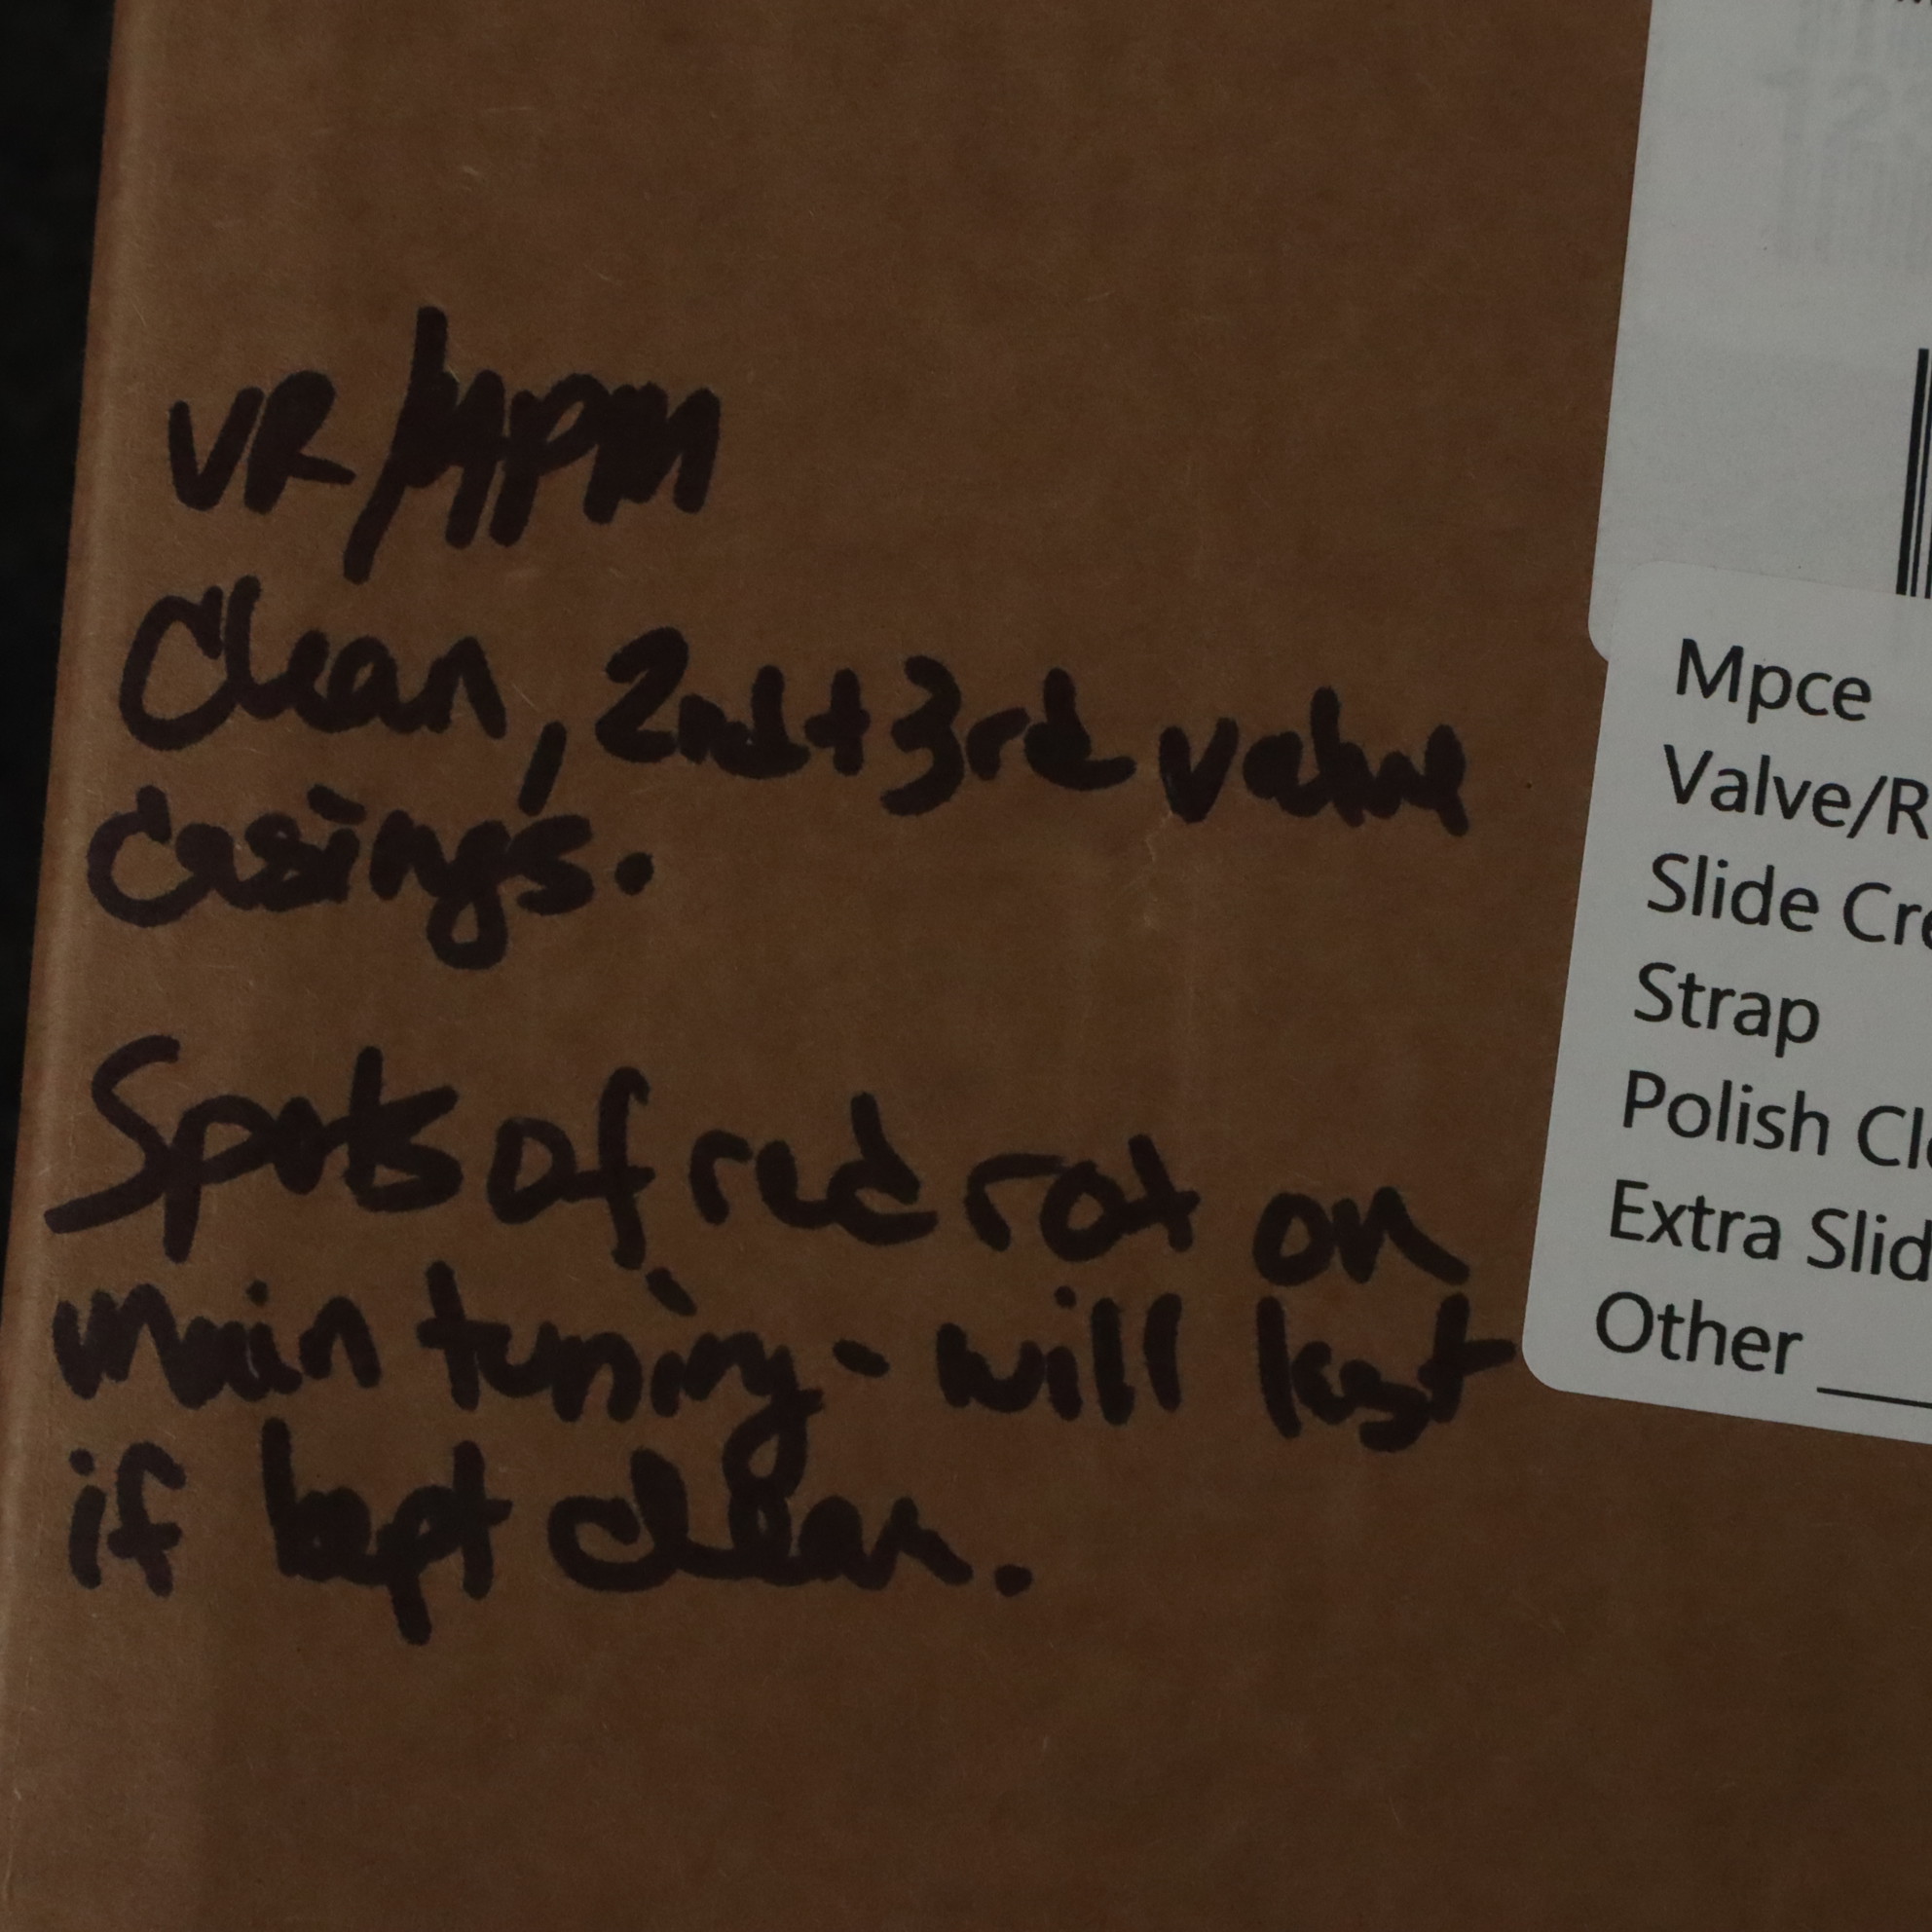 VR/MPM
Clean, 2nd + 3rd valve
casings.
Spots of red rot on
main tuning - will last
if kept clean.
Mpce
Valve/R
Slide Cre
Strap
Polish Cl
Extra Slid
Other